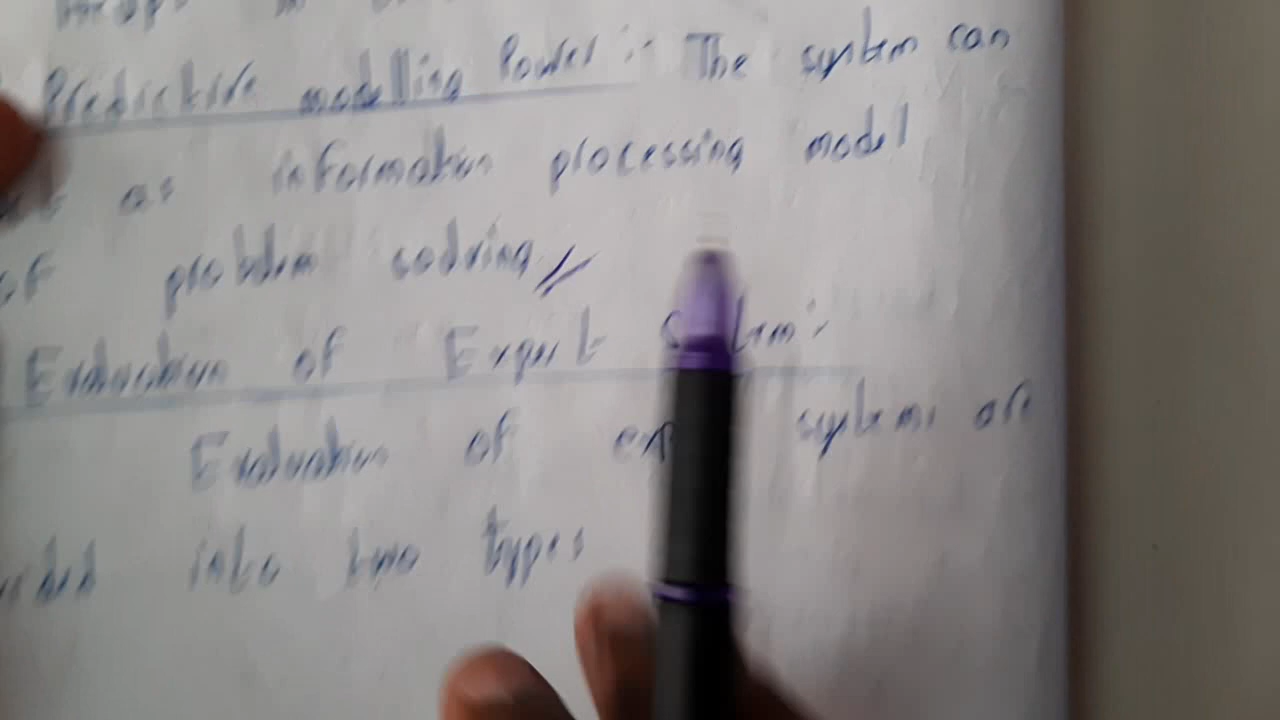 Predictive modelling Power :- The system can
as information processing model
of problem solving
Evaluation of Expert system :-
Evaluation of systems are
into two types